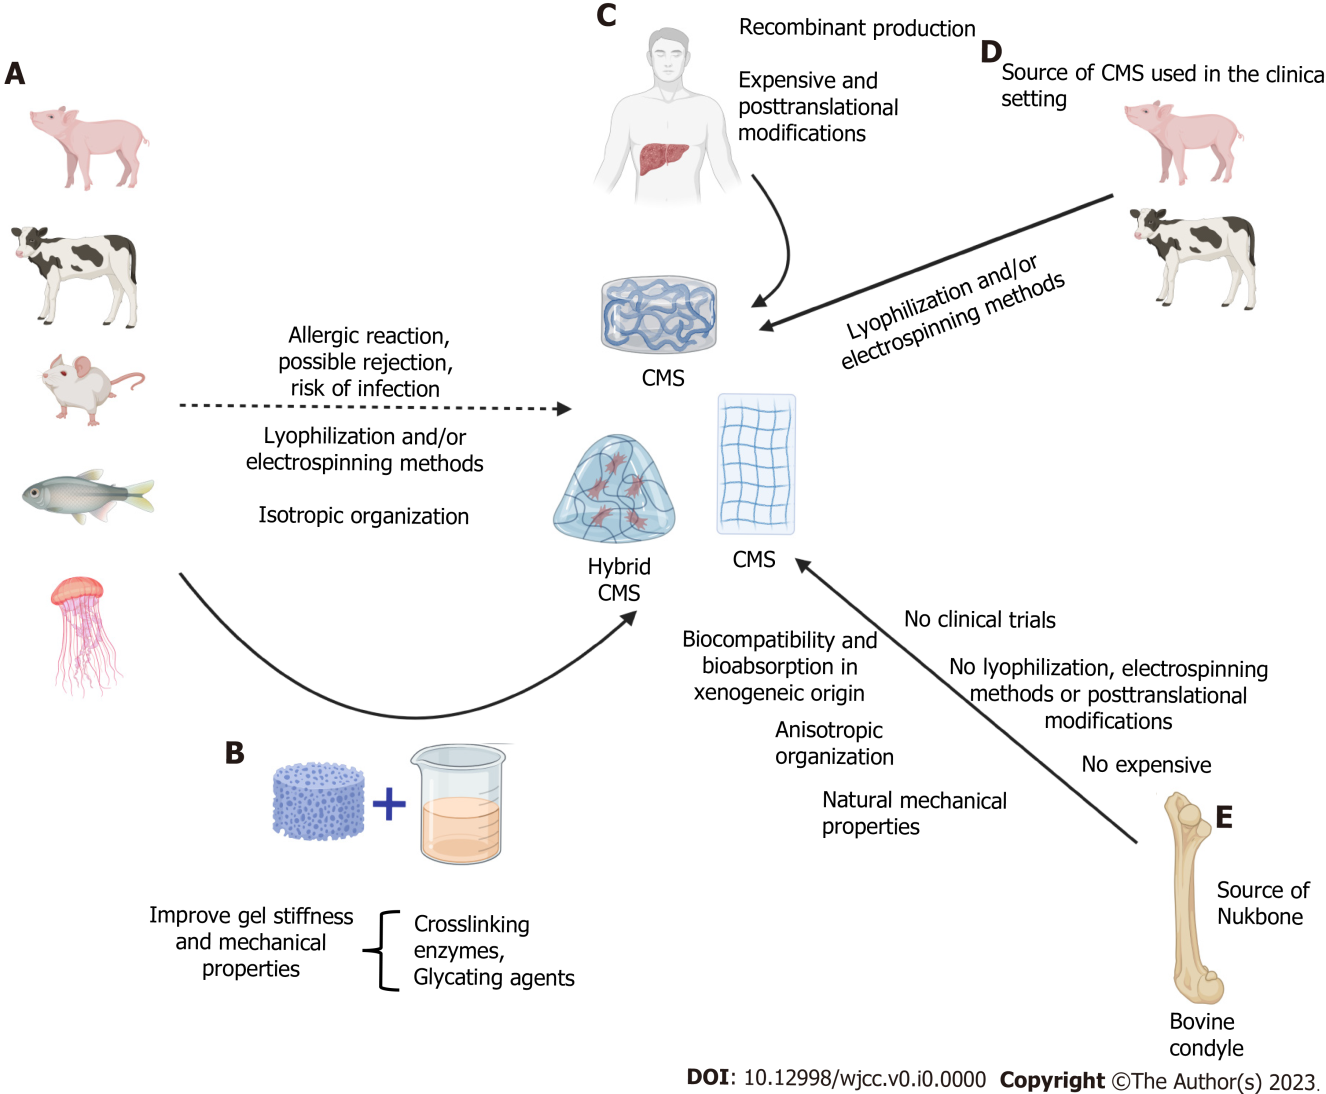 A
Allergic reaction,
possible rejection,
risk of infection
Lyophilization and/or
electrospinning methods
Isotropic organization
B
Improve gel stiffness
and mechanical
properties
Crosslinking
enzymes,
Glycating agents
C
Recombinant production
Expensive and
posttranslational
modifications
CMS
Hybrid
CMS
CMS
D
Source of CMS used in the clinica
setting
Lyophilization and/or
electrospinning methods
Biocompatibility and
bioabsorption in
xenogeneic origin
Anisotropic
organization
Natural mechanical
properties
No clinical trials
No lyophilization, electrospinning
methods or posttranslational
modifications
No expensive
E
Source of
Nukbone
Bovine
condyle
DOI: 10.12998/wjcc.v0.i0.0000 Copyright ©The Author(s) 2023.